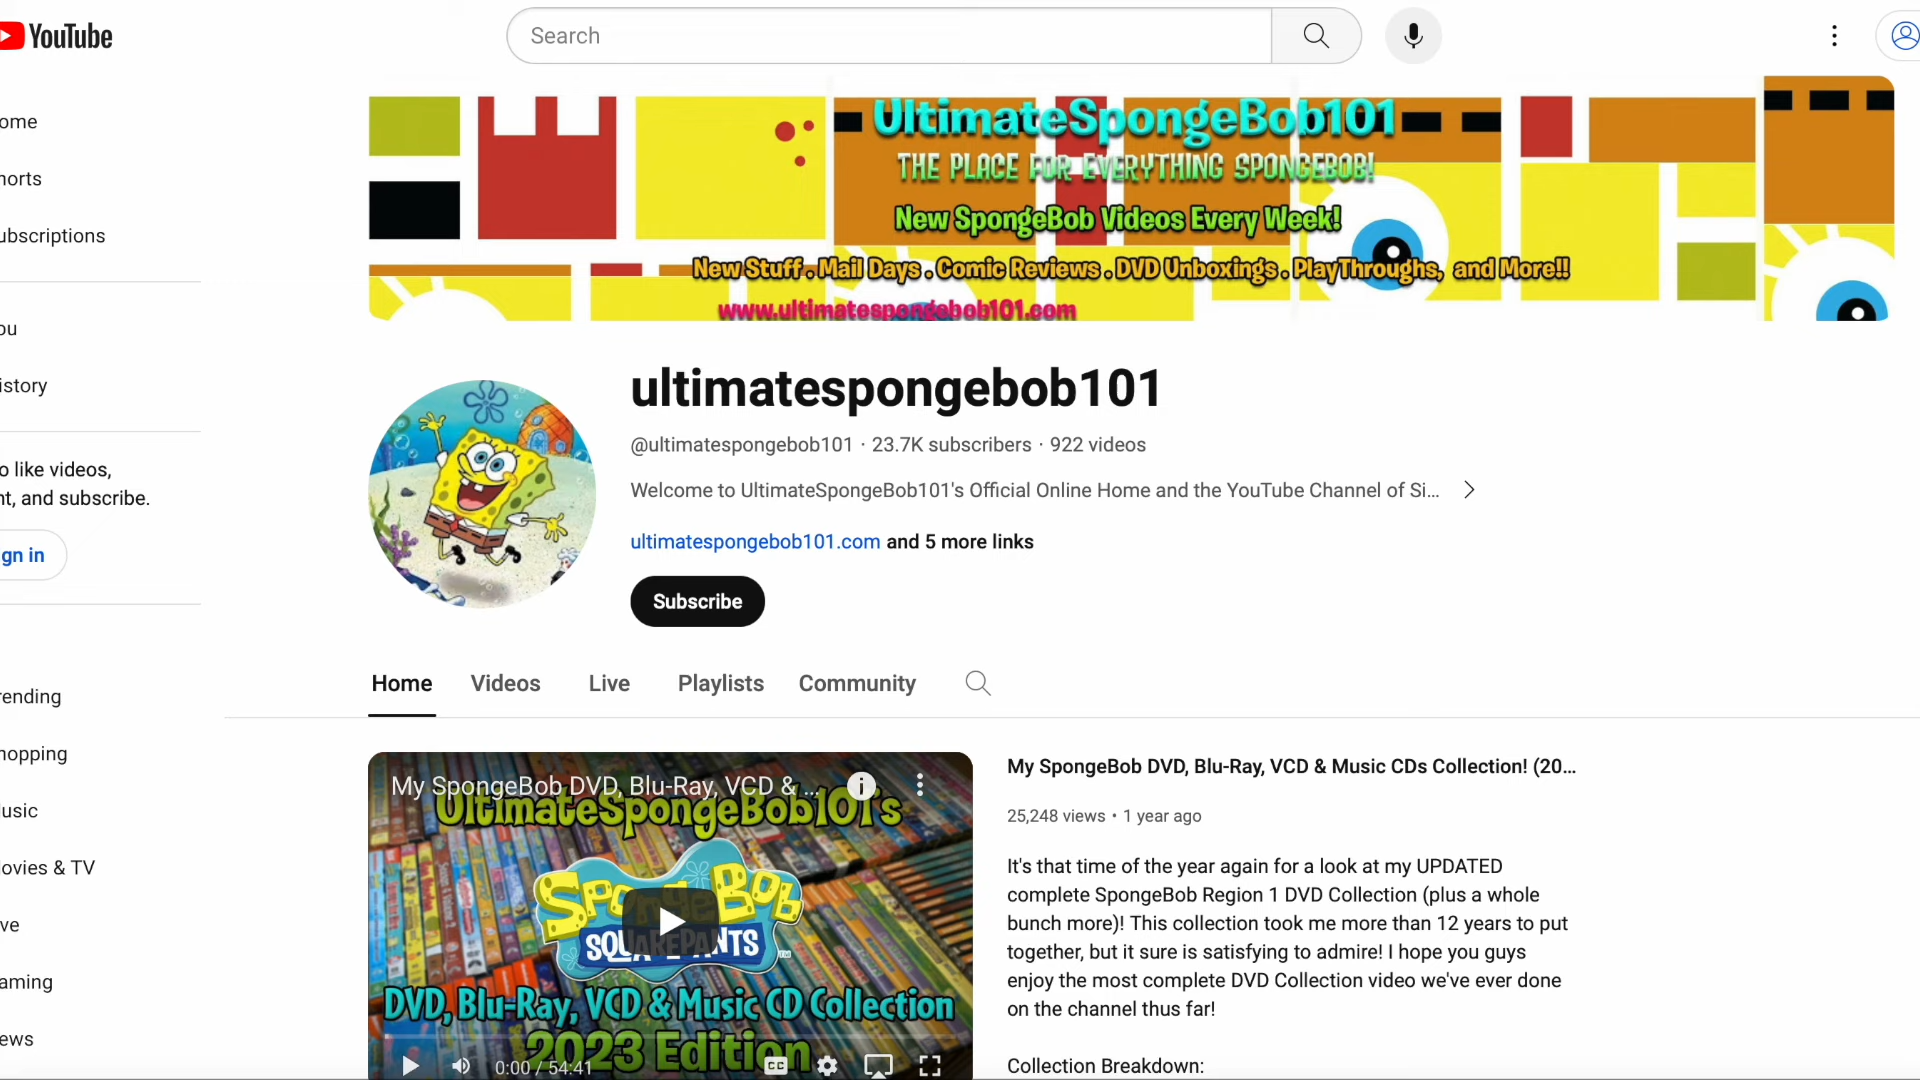 YouTube
Search
ome
horts
ubscriptions
ou
istory
o like videos,
nt, and subscribe.
gn in
rending
hopping
usic
ovies & TV
ve
aming
ews
UltimateSpongeBob101
THE PLACE FOR EVERYTHING SPONGEBOB!
New SpongeBob Videos Every Week!
New Stuff . Mail Days . Comic Reviews . DVD Unboxings . PlayThroughs, and More!!
www.ultimatespongebob101.com
ultimatespongebob101
@ultimatespongebob101 · 23.7K subscribers · 922 videos
Welcome to UltimateSpongeBob101's Official Online Home and the YouTube Channel of Si...
ultimatespongebob101.com and 5 more links
Subscribe
Home Videos Live Playlists Community
My SpongeBob DVD, Blu-Ray, VCD & ...
UltimateSpongeBob101's
SpongeBob
SQUAREPANTS
DVD, Blu-Ray, VCD & Music CD Collection
2023 Edition
0:00 / 54:41
CC
My SpongeBob DVD, Blu-Ray, VCD & Music CDs Collection! (20...
25,248 views • 1 year ago
It's that time of the year again for a look at my UPDATED
complete SpongeBob Region 1 DVD Collection (plus a whole
bunch more)! This collection took me more than 12 years to put
together, but it sure is satisfying to admire! I hope you guys
enjoy the most complete DVD Collection video we've ever done
on the channel thus far!
Collection Breakdown: